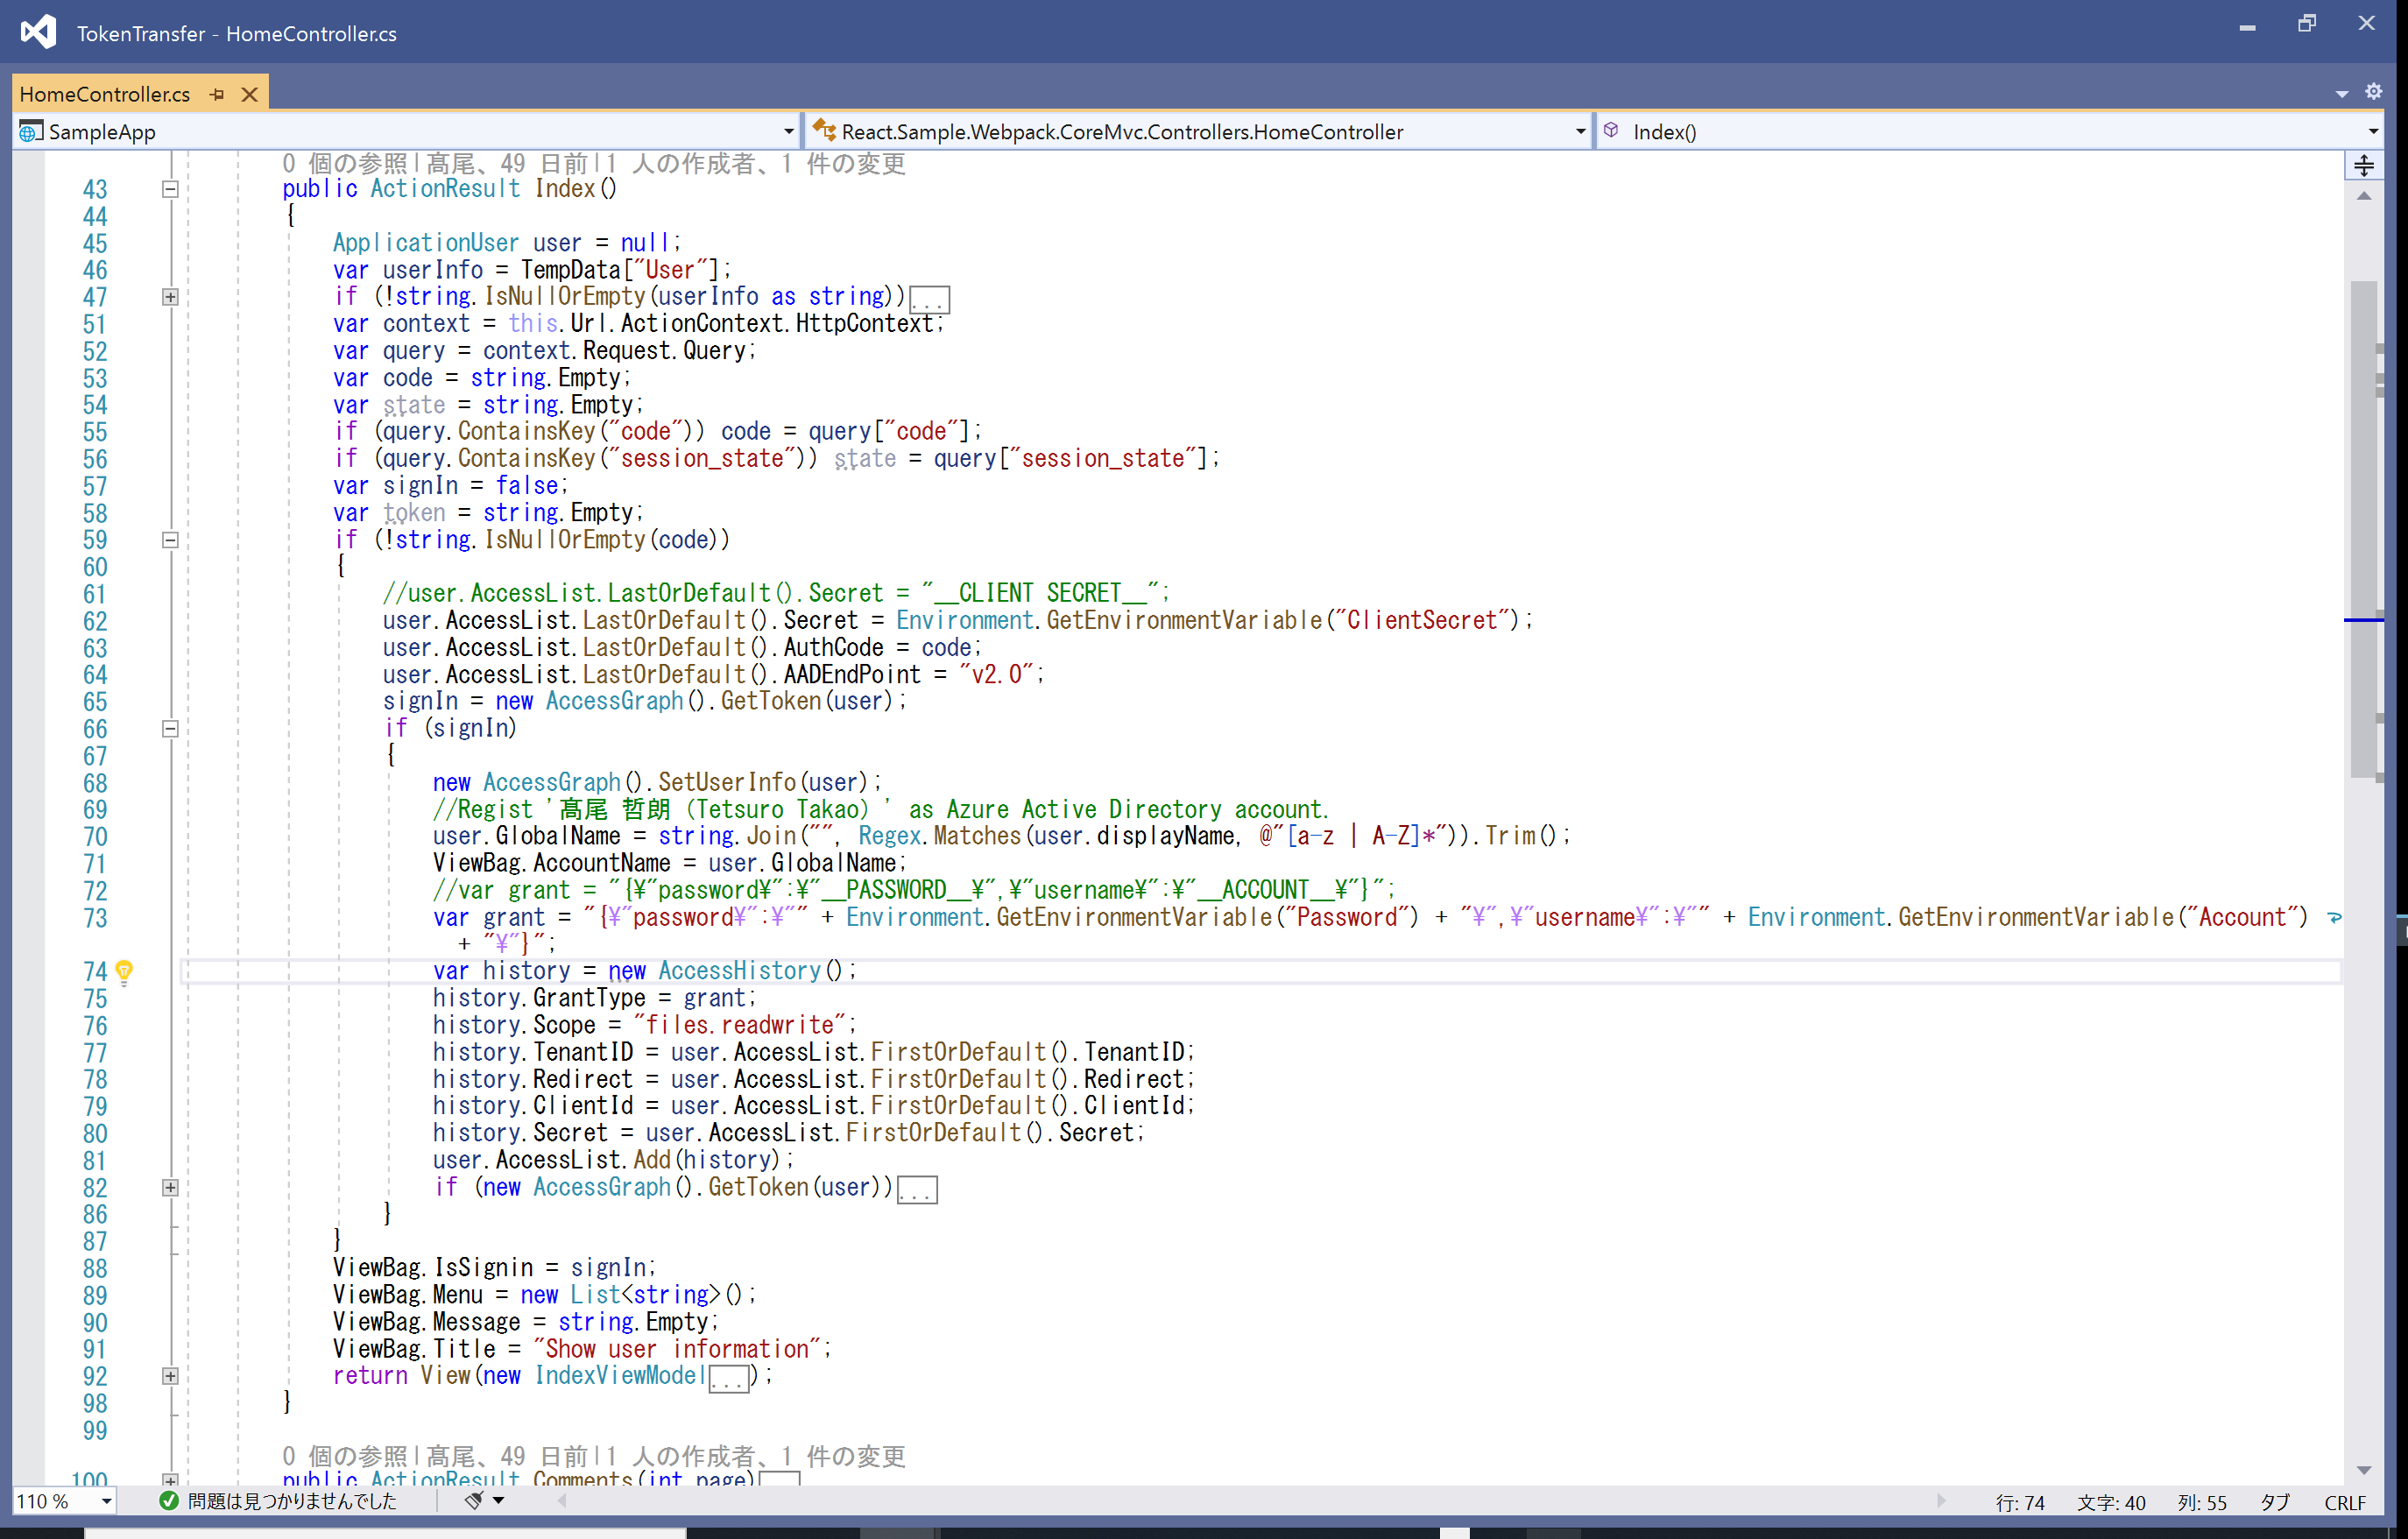 TokenTransfer - HomeController.cs
HomeController.cs
SampleApp
React.Sample.Webpack.CoreMvc.Controllers.HomeController
Index()
0 個の参照|髙尾、49 日前|1 人の作成者、1 件の変更
43 public ActionResult Index()
44 {
45 ApplicationUser user = null;
46 var userInfo = TempData["User"];
47 if (!string.IsNullOrEmpty(userInfo as string))...
51 var context = this.Url.ActionContext.HttpContext;
52 var query = context.Request.Query;
53 var code = string.Empty;
54 var state = string.Empty;
55 if (query.ContainsKey("code")) code = query["code"];
56 if (query.ContainsKey("session_state")) state = query["session_state"];
57 var signIn = false;
58 var token = string.Empty;
59 if (!string.IsNullOrEmpty(code))
60 {
61 //user.AccessList.LastOrDefault().Secret = "__CLIENT SECRET__";
62 user.AccessList.LastOrDefault().Secret = Environment.GetEnvironmentVariable("ClientSecret");
63 user.AccessList.LastOrDefault().AuthCode = code;
64 user.AccessList.LastOrDefault().AADEndPoint = "v2.0";
65 signIn = new AccessGraph().GetToken(user);
66 if (signIn)
67 {
68 new AccessGraph().SetUserInfo(user);
69 //Regist '髙尾 哲朗 (Tetsuro Takao)' as Azure Active Directory account.
70 user.GlobalName = string.Join("", Regex.Matches(user.displayName, @"[a-z | A-Z]*")).Trim();
71 ViewBag.AccountName = user.GlobalName;
72 //var grant = "{¥"password¥":¥"__PASSWORD__¥",¥"username¥":¥"__ACCOUNT__¥"}";
73 var grant = "{¥"password¥":¥"" + Environment.GetEnvironmentVariable("Password") + "¥",¥"username¥":¥"" + Environment.GetEnvironmentVariable("Account")
+ "¥"}";
74 var history = new AccessHistory();
75 history.GrantType = grant;
76 history.Scope = "files.readwrite";
77 history.TenantID = user.AccessList.FirstOrDefault().TenantID;
78 history.Redirect = user.AccessList.FirstOrDefault().Redirect;
79 history.ClientId = user.AccessList.FirstOrDefault().ClientId;
80 history.Secret = user.AccessList.FirstOrDefault().Secret;
81 user.AccessList.Add(history);
82 if (new AccessGraph().GetToken(user))...
86 }
87 }
88 ViewBag.IsSignin = signIn;
89 ViewBag.Menu = new List<string>();
90 ViewBag.Message = string.Empty;
91 ViewBag.Title = "Show user information";
92 return View(new IndexViewModel...);
98 }
99
0 個の参照|髙尾、49 日前|1 人の作成者、1 件の変更
100 public ActionResult Comments(int page)
110 %
問題は見つかりませんでした
行: 74 文字: 40 列: 55 タブ CRLF